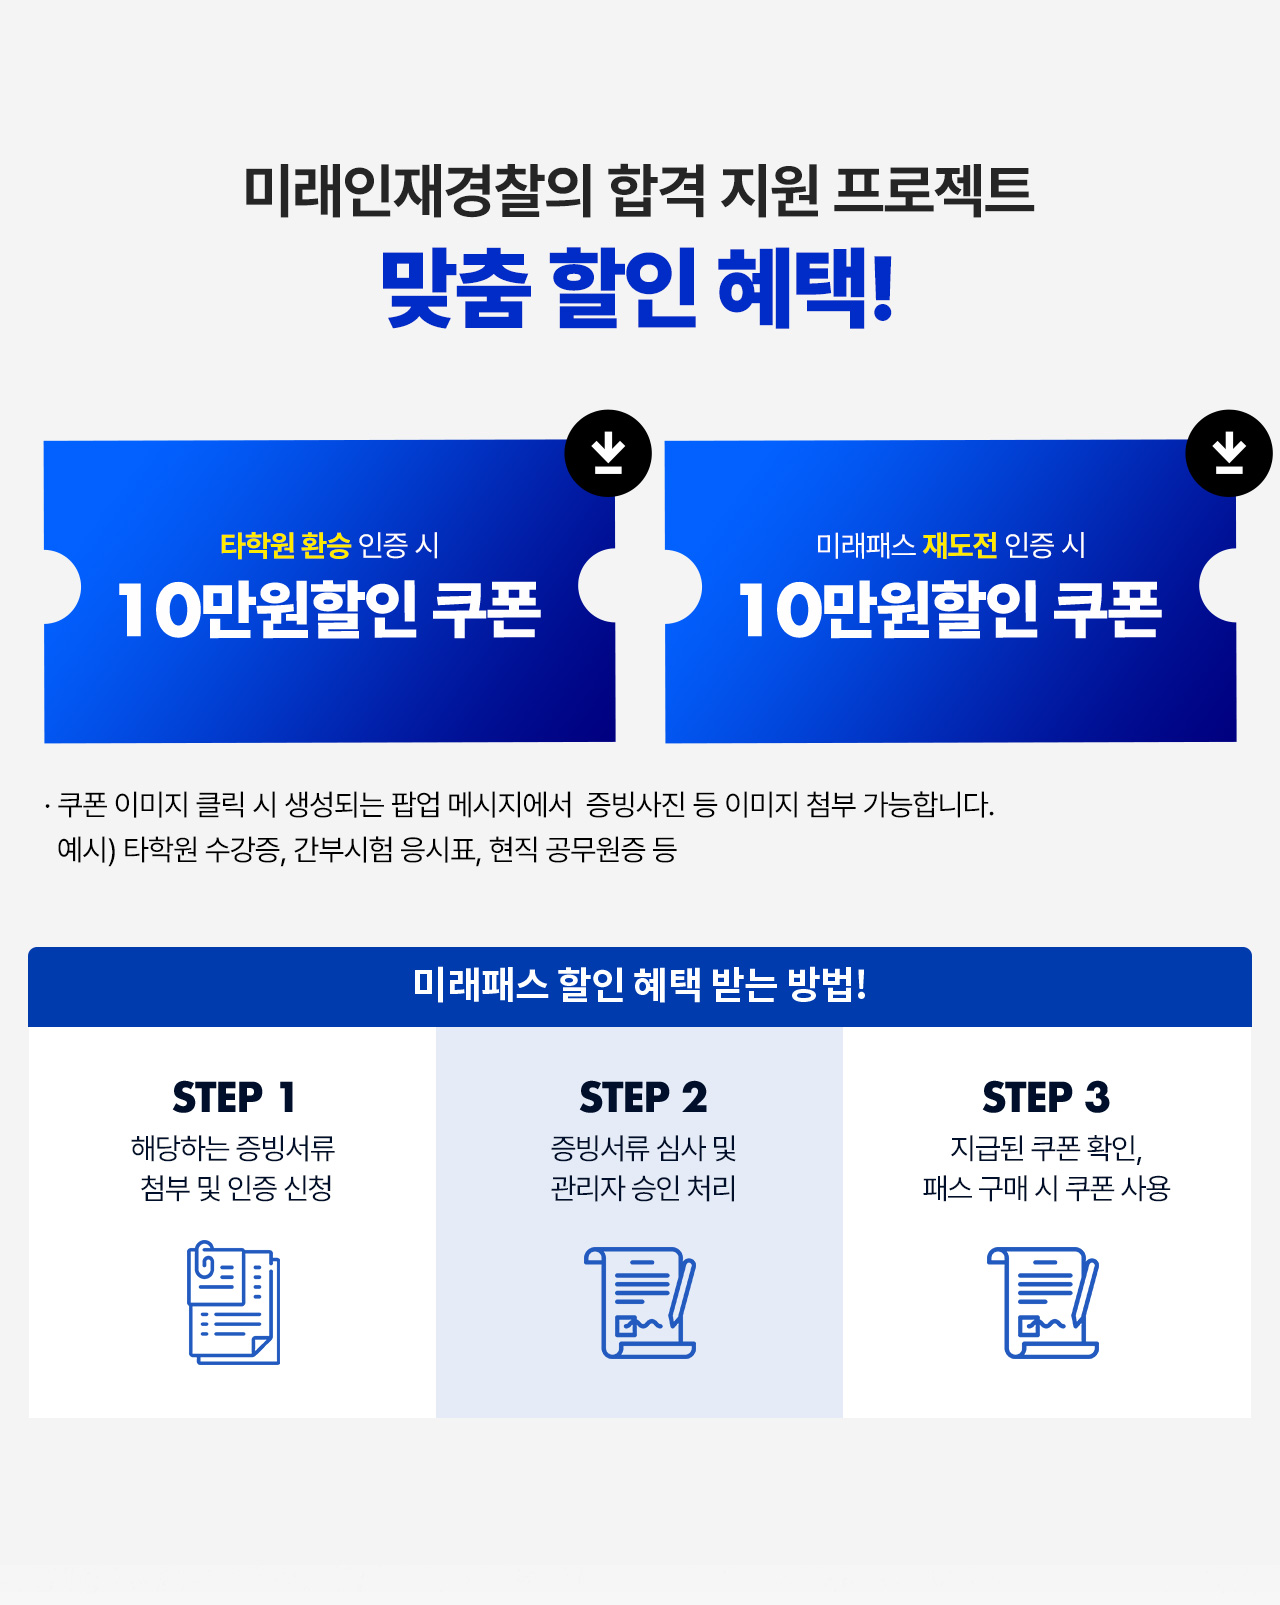 미래인재경찰의 합격 지원 프로젝트
맞춤 할인 혜택!
타학원 환승 인증 시
10만원할인 쿠폰
미래패스 재도전 인증 시
10만원할인 쿠폰
· 쿠폰 이미지 클릭 시 생성되는 팝업 메시지에서 증빙사진 등 이미지 첨부 가능합니다.
예시) 타학원 수강증, 간부시험 응시표, 현직 공무원증 등
미래패스 할인 혜택 받는 방법!
STEP 1
해당하는 증빙서류
첨부 및 인증 신청
STEP 2
증빙서류 심사 및
관리자 승인 처리
STEP 3
지급된 쿠폰 확인,
패스 구매 시 쿠폰 사용